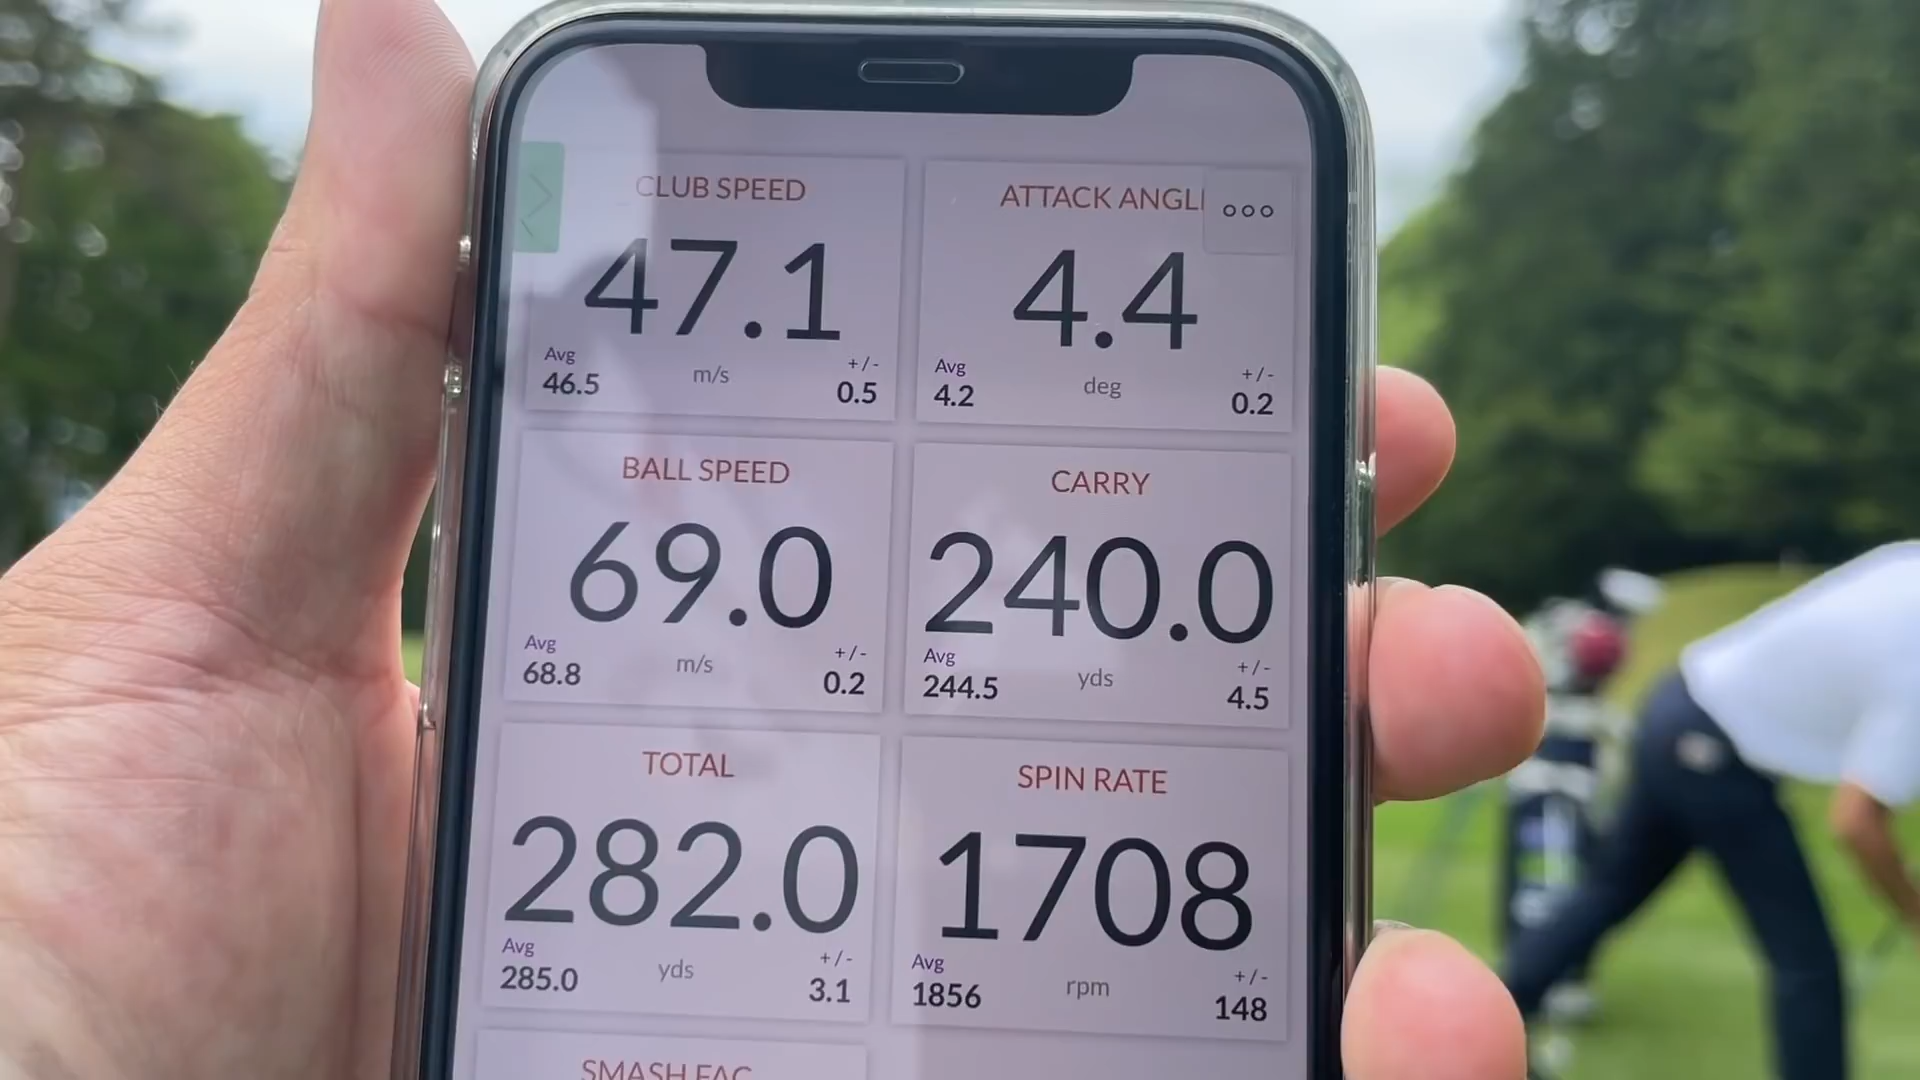 CLUB SPEED
47.1
Avg
46.5
m/s
+/-
0.5
ATTACK ANGL
4.4
Avg
4.2
deg
+/-
0.2
BALL SPEED
69.0
Avg
68.8
m/s
+/-
0.2
CARRY
240.0
Avg
244.5
yds
+/-
4.5
TOTAL
282.0
Avg
285.0
yds
+/-
3.1
SPIN RATE
1708
Avg
1856
rpm
+/-
148
SMASH FAC